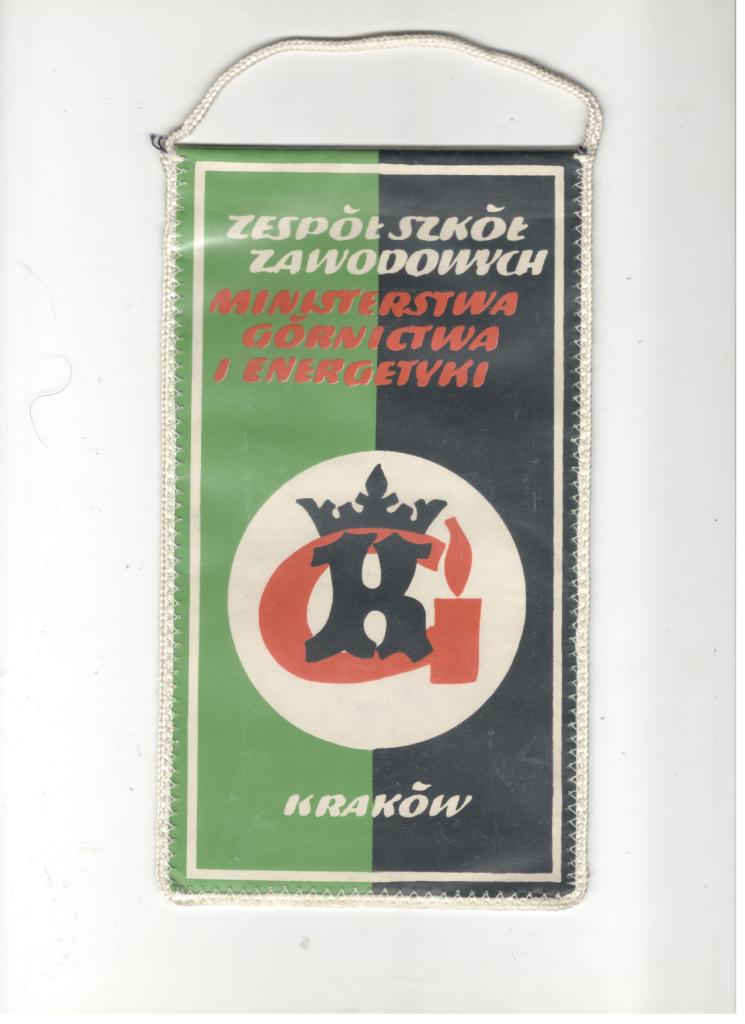 ZESPÓŁ SZKÓŁ
ZAWODOWYCH
MINISTERSTWA
GÓRNICTWA
I ENERGETYKI
K
KRAKÓW